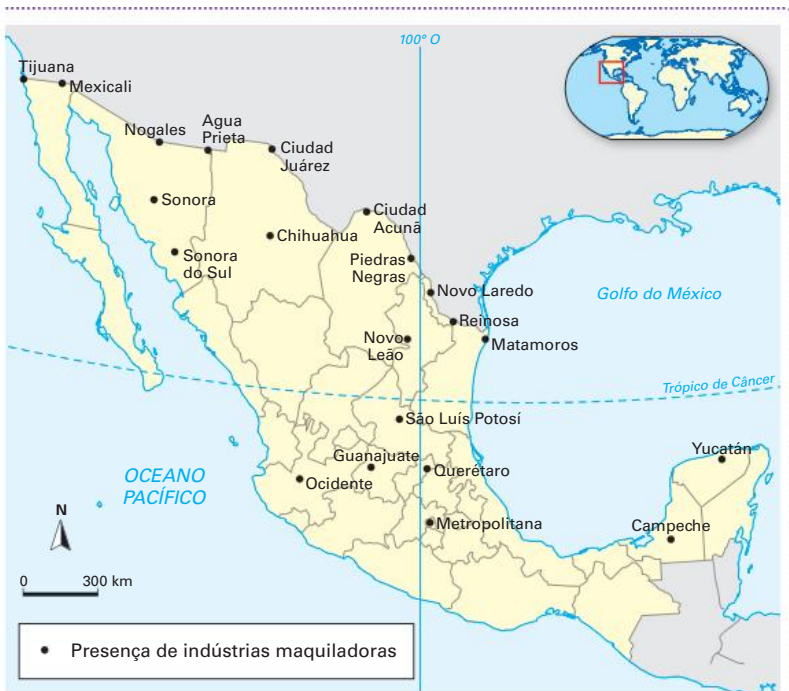 100° O
Tijuana
Mexicali
Nogales
Agua
Prieta
Ciudad
Juárez
Sonora
Chihuahua
Ciudad
Acunã
Sonora
do Sul
Piedras
Negras
Novo Laredo
Golfo do México
Reinosa
Novo
Leão
Matamoros
Trópico de Câncer
São Luís Potosí
Guanajuate
Querétaro
Yucatán
OCEANO
PACÍFICO
Ocidente
N
Metropolitana
Campeche
0 300 km
Presença de indústrias maquiladoras